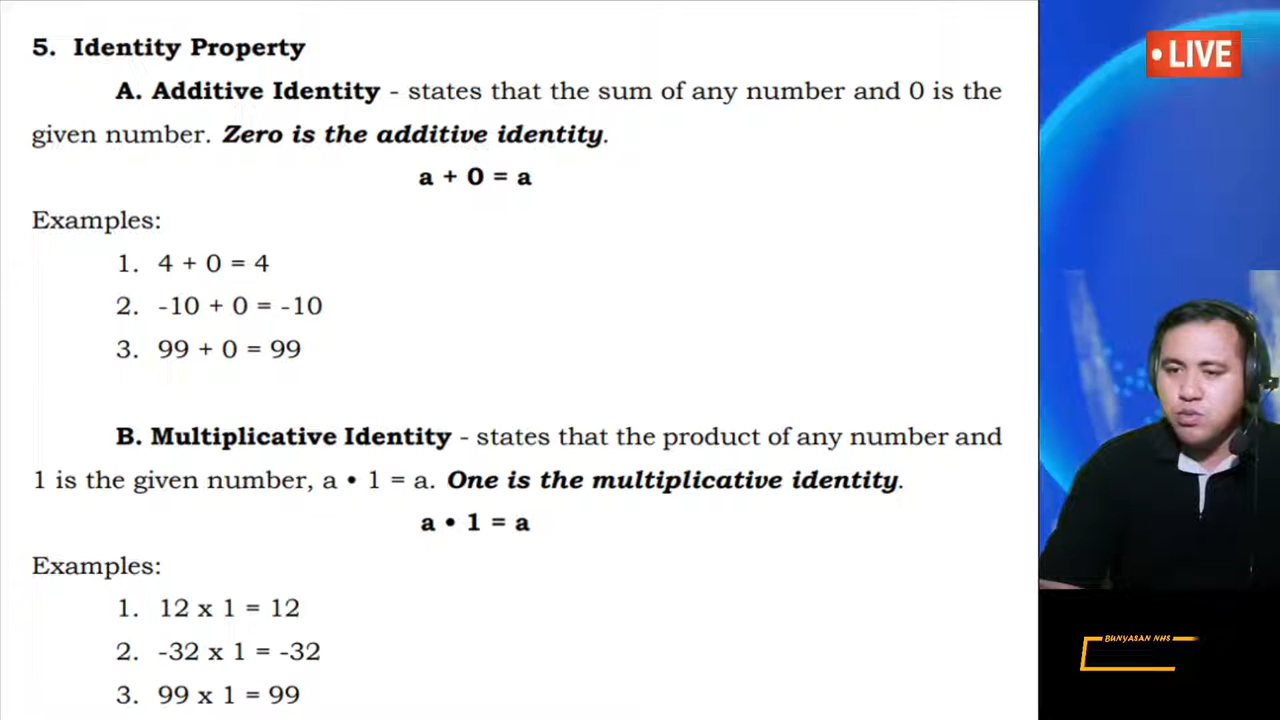 5. Identity Property
A. Additive Identity - states that the sum of any number and 0 is the
given number. Zero is the additive identity.
a + 0 = a
Examples:
1. 4 + 0 = 4
2. -10 + 0 = -10
3. 99 + 0 = 99
B. Multiplicative Identity - states that the product of any number and
1 is the given number, a • 1 = a. One is the multiplicative identity.
a • 1 = a
Examples:
1. 12 x 1 = 12
2. -32 x 1 = -32
3. 99 x 1 = 99
• LIVE
BUNYASAN NHS